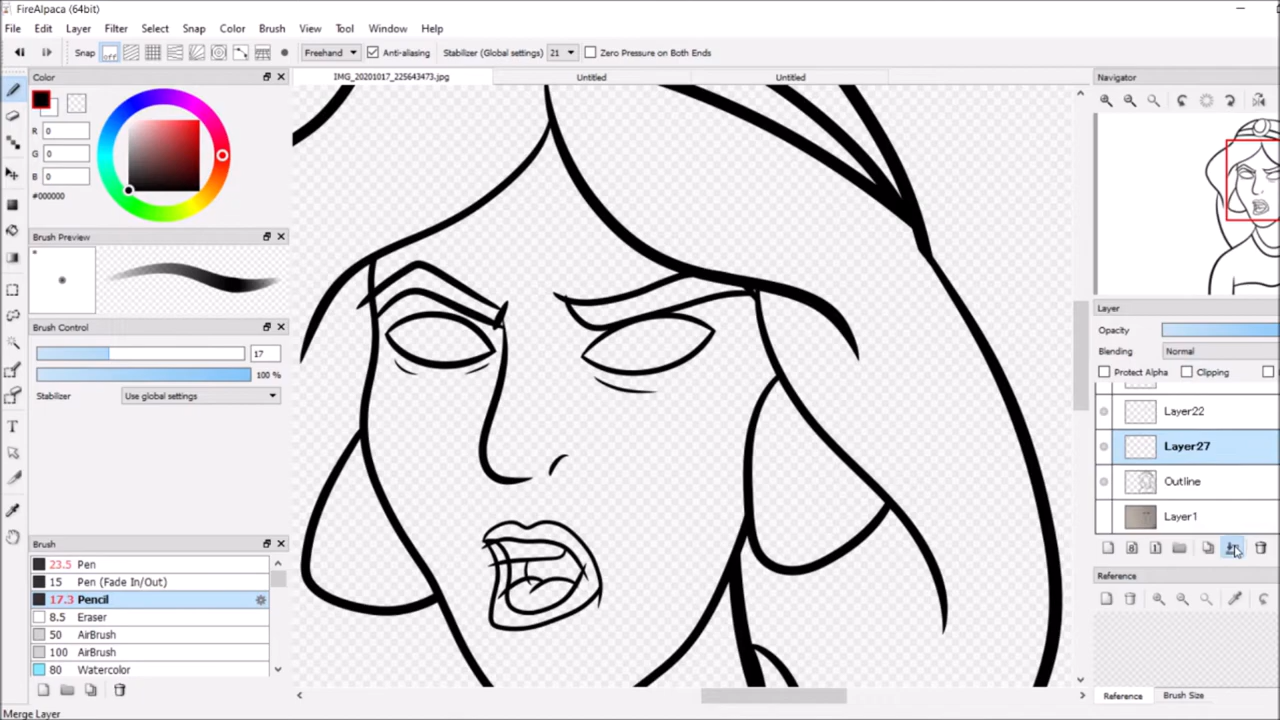 FireAlpaca (64bit)
File Edit Layer Filter Select Snap Color Brush View Tool Window Help
Snap off Freehand Anti-aliasing Stabilizer (Global settings) 21 Zero Pressure on Both Ends
Color
IMG_20201017_225643473.jpg Untitled Untitled
Navigator
R 0
G 0
B 0
#000000
Brush Preview
Brush Control
17
100 %
Stabilizer Use global settings
Layer
Opacity
Blending Normal
Protect Alpha Clipping
Layer22
Layer27
Outline
Layer1
8 1
Brush
23.5 Pen
15 Pen (Fade In/Out)
17.3 Pencil
8.5 Eraser
50 AirBrush
100 AirBrush
80 Watercolor
Reference
Reference Brush Size
Merge Layer